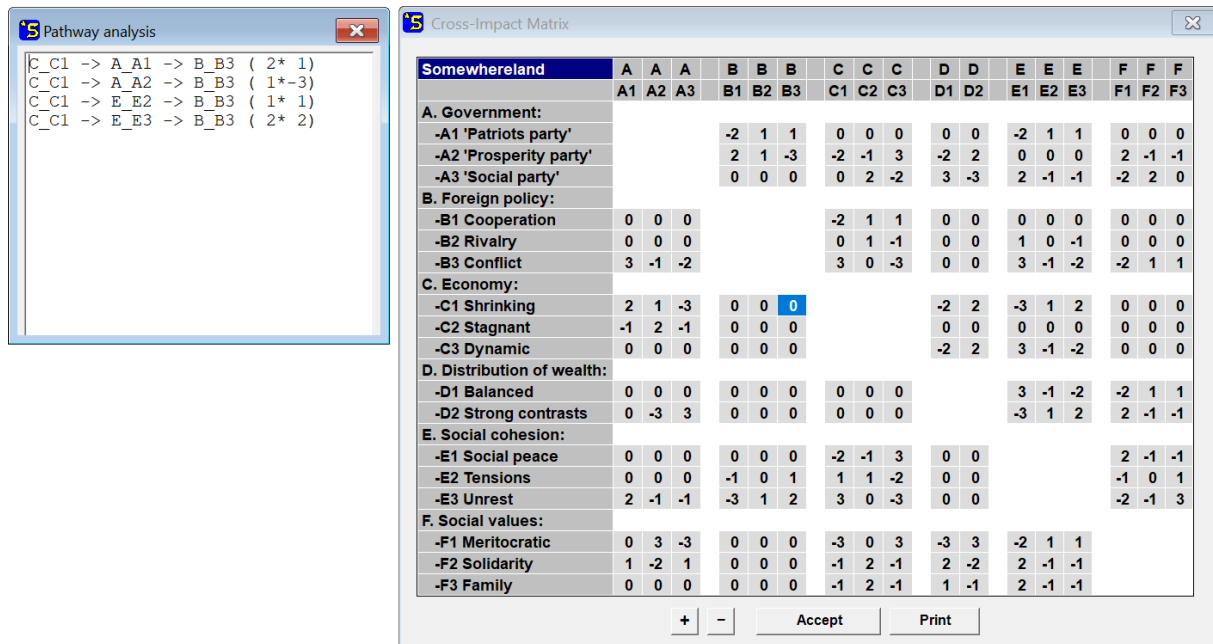 Pathway analysis
C_C1 -> A_A1 -> B_B3 ( 2* 1)
C_C1 -> A_A2 -> B_B3 ( 1*-3)
C_C1 -> E_E2 -> B_B3 ( 1* 1)
C_C1 -> E_E3 -> B_B3 ( 2* 2)
Cross-Impact Matrix
Somewhereland A A A B B B C C C D D E E E F F F
A1 A2 A3 B1 B2 B3 C1 C2 C3 D1 D2 E1 E2 E3 F1 F2 F3
A. Government:
-A1 'Patriots party' -2 1 1 0 0 0 0 0 -2 1 1 0 0 0
-A2 'Prosperity party' 2 1 -3 -2 -1 3 -2 2 0 0 0 2 -1 -1
-A3 'Social party' 0 0 0 0 2 -2 3 -3 2 -1 -1 -2 2 0
B. Foreign policy:
-B1 Cooperation 0 0 0 -2 1 1 0 0 0 0 0 0 0 0
-B2 Rivalry 0 0 0 0 1 -1 0 0 1 0 -1 0 0 0
-B3 Conflict 3 -1 -2 3 0 -3 0 0 3 -1 -2 -2 1 1
C. Economy:
-C1 Shrinking 2 1 -3 0 0 0 -2 2 -3 1 2 0 0 0
-C2 Stagnant -1 2 -1 0 0 0 0 0 0 0 0 0 0 0
-C3 Dynamic 0 0 0 0 0 0 -2 2 3 -1 -2 0 0 0
D. Distribution of wealth:
-D1 Balanced 0 0 0 0 0 0 0 0 0 3 -1 -2 -2 1 1
-D2 Strong contrasts 0 -3 3 0 0 0 0 0 0 -3 1 2 2 -1 -1
E. Social cohesion:
-E1 Social peace 0 0 0 0 0 0 -2 -1 3 0 0 2 -1 -1
-E2 Tensions 0 0 0 -1 0 1 1 1 -2 0 0 -1 0 1
-E3 Unrest 2 -1 -1 -3 1 2 3 0 -3 0 0 -2 -1 3
F. Social values:
-F1 Meritocratic 0 3 -3 0 0 0 -3 0 3 -3 3 -2 1 1
-F2 Solidarity 1 -2 1 0 0 0 -1 2 -1 2 -2 2 -1 -1
-F3 Family 0 0 0 0 0 0 -1 2 -1 1 -1 2 -1 -1
+ − Accept Print